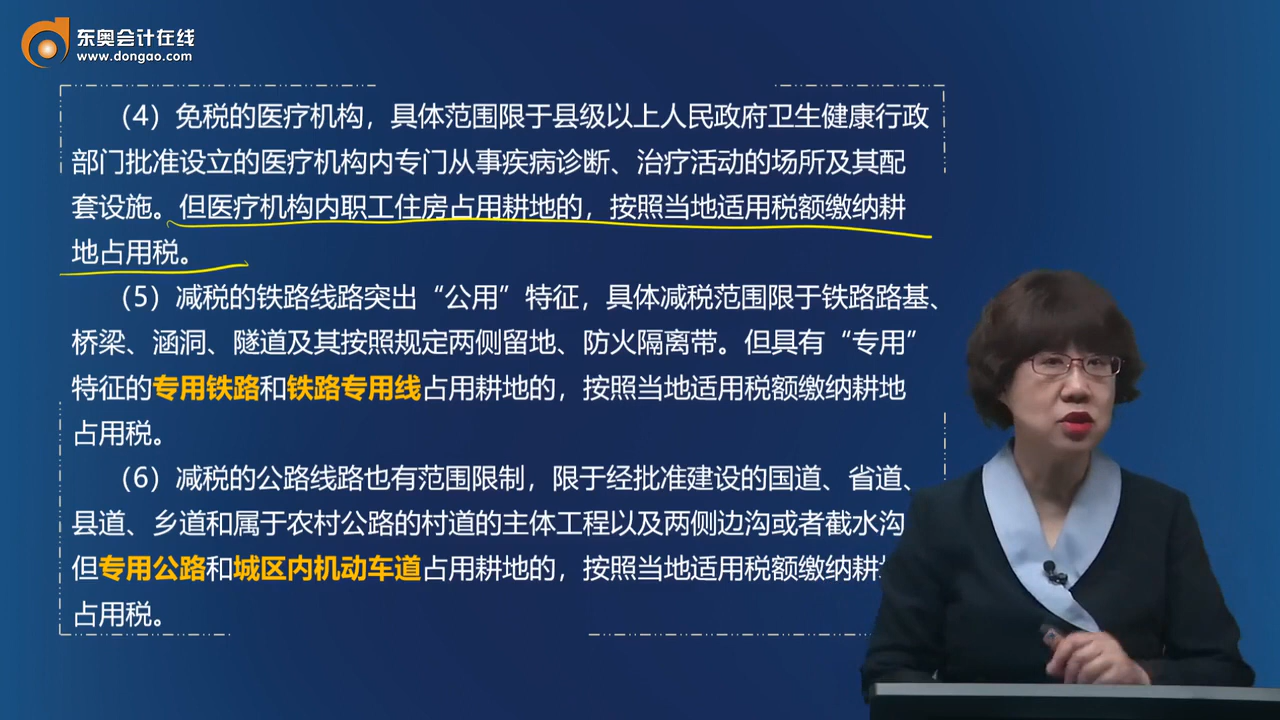 东奥会计在线
www.dongao.com
（4）免税的医疗机构，具体范围限于县级以上人民政府卫生健康行政
部门批准设立的医疗机构内专门从事疾病诊断、治疗活动的场所及其配
套设施。但医疗机构内职工住房占用耕地的，按照当地适用税额缴纳耕
地占用税。
（5）减税的铁路线路突出“公用”特征，具体减税范围限于铁路路基、
桥梁、涵洞、隧道及其按照规定两侧留地、防火隔离带。但具有“专用”
特征的专用铁路和铁路专用线占用耕地的，按照当地适用税额缴纳耕地
占用税。
（6）减税的公路线路也有范围限制，限于经批准建设的国道、省道、
县道、乡道和属于农村公路的村道的主体工程以及两侧边沟或者截水沟
但专用公路和城区内机动车道占用耕地的，按照当地适用税额缴纳耕
占用税。